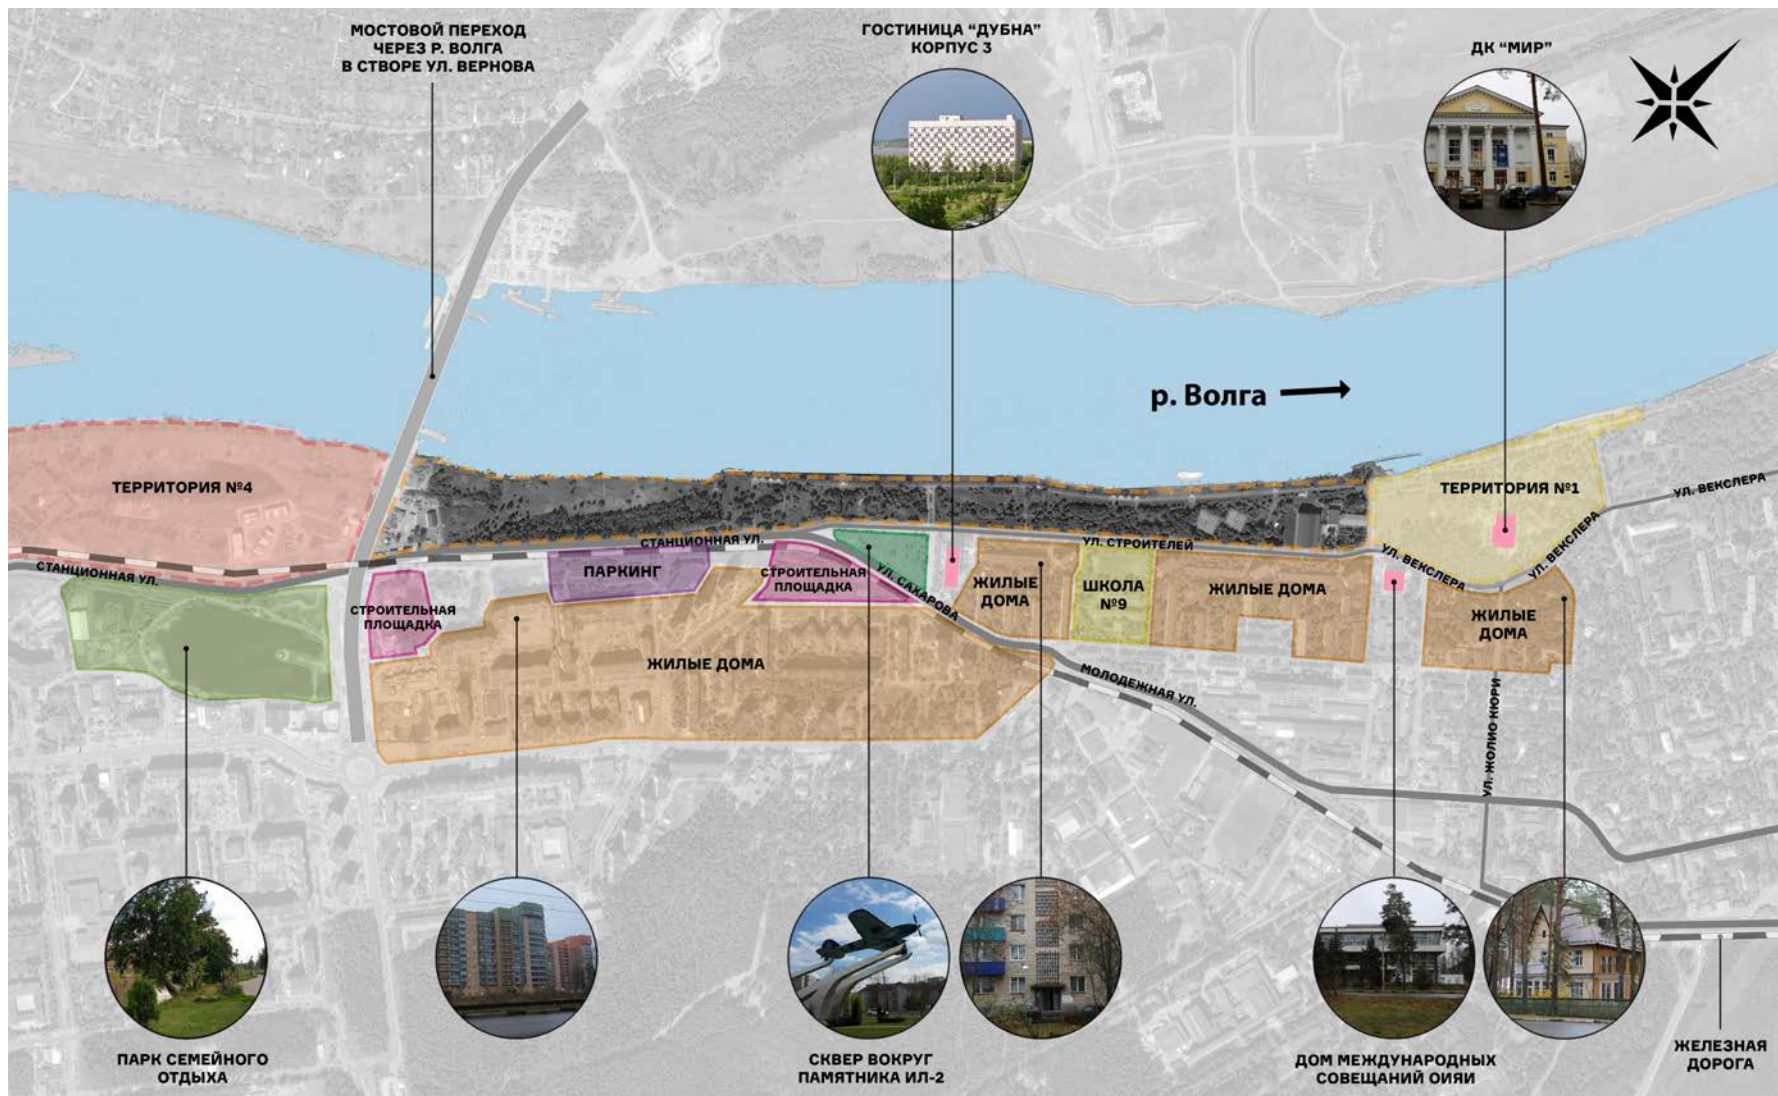 МОСТОВОЙ ПЕРЕХОД
ЧЕРЕЗ Р. ВОЛГА
В СТВОРЕ УЛ. ВЕРНОВА
ГОСТИНИЦА “ДУБНА”
КОРПУС 3
ДК “МИР”
р. Волга
ТЕРРИТОРИЯ №4
ТЕРРИТОРИЯ №1
УЛ. ВЕКСЛЕРА
УЛ. ВЕКСЛЕРА
УЛ. ВЕКСЛЕРА
СТАНЦИОННАЯ УЛ.
УЛ. СТРОИТЕЛЕЙ
СТАНЦИОННАЯ УЛ.
ПАРКИНГ
СТРОИТЕЛЬНАЯ
ПЛОЩАДКА
УЛ. САХАРОВА
ЖИЛЫЕ
ДОМА
ШКОЛА
№9
ЖИЛЫЕ ДОМА
ЖИЛЫЕ
ДОМА
СТРОИТЕЛЬНАЯ
ПЛОЩАДКА
ЖИЛЫЕ ДОМА
МОЛОДЕЖНАЯ УЛ.
УЛ. ЖОЛИО КЮРИ
ПАРК СЕМЕЙНОГО
ОТДЫХА
СКВЕР ВОКРУГ
ПАМЯТНИКА ИЛ-2
ДОМ МЕЖДУНАРОДНЫХ
СОВЕЩАНИЙ ОИЯИ
ЖЕЛЕЗНАЯ
ДОРОГА